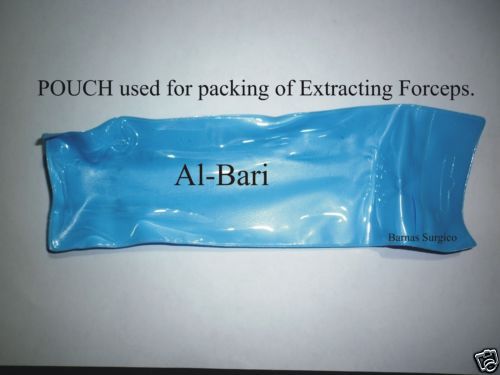 POUCH used for packing of Extracting Forceps.
Al-Bari
Barnas Surgico